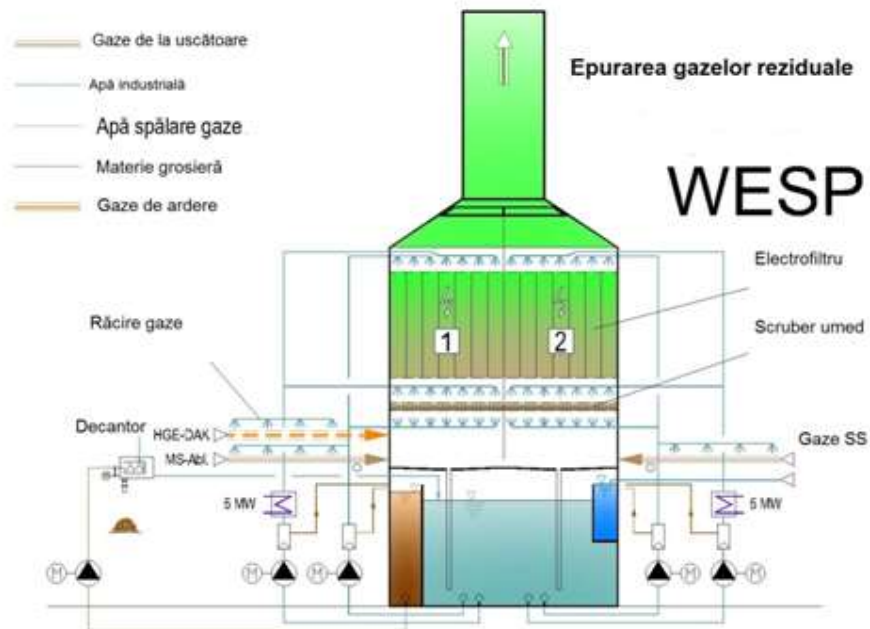 Gaze de la uscătoare
Apă industrială
Apă spălare gaze
Materie grosieră
Gaze de ardere
Epurarea gazelor reziduale
WESP
Electrofiltru
Scruber umed
Răcire gaze
1
2
Decantor
HGE-DAK
MS-Abl.
Gaze SS
5 MW
5 MW
M
M
M
M
M